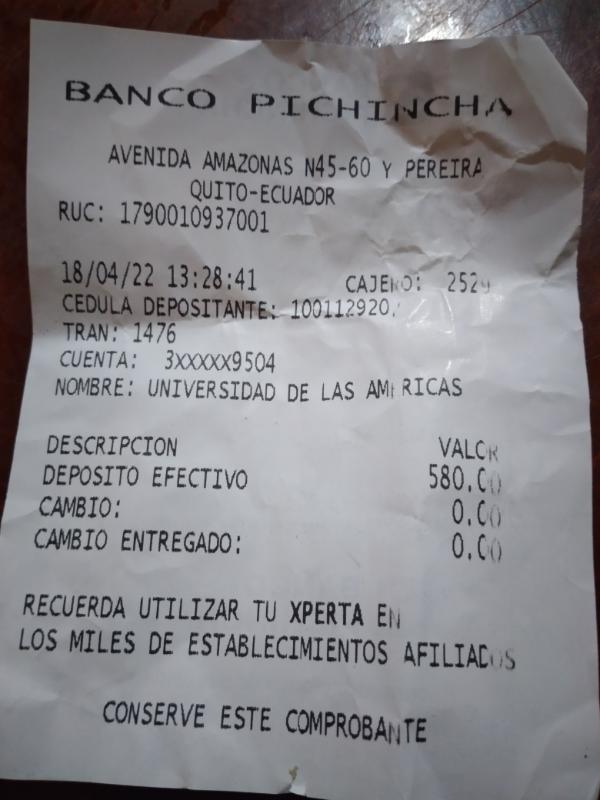 BANCO PICHINCHA
AVENIDA AMAZONAS N45-60 Y PEREIRA
QUITO-ECUADOR
RUC: 1790010937001
18/04/22 13:28:41 CAJERO:
CEDULA DEPOSITANTE:
TRAN: 1476
CUENTA: 3XXXXX9504
NOMBRE: UNIVERSIDAD DE LAS AMERICAS
DESCRIPCION VALOR
DEPOSITO EFECTIVO 580.00
CAMBIO: 0.00
CAMBIO ENTREGADO: 0.00
RECUERDA UTILIZAR TU XPERTA EN
LOS MILES DE ESTABLECIMIENTOS AFILIADOS
CONSERVE ESTE COMPROBANTE